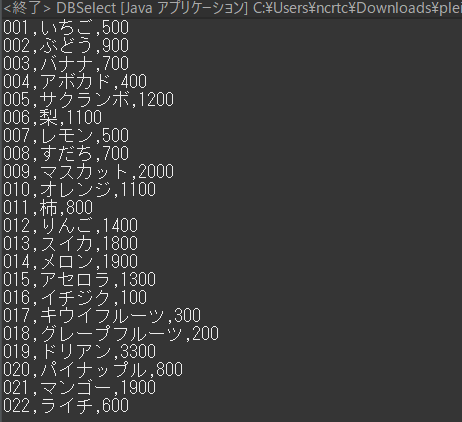 <終了> DBSelect [Java アプリケーション] C:¥Users¥ncrtc¥Downloads¥plei
001,いちご,500
002,ぶどう,900
003,バナナ,700
004,アボカド,400
005,サクランボ,1200
006,梨,1100
007,レモン,500
008,すだち,700
009,マスカット,2000
010,オレンジ,1100
011,柿,800
012,りんご,1400
013,スイカ,1800
014,メロン,1900
015,アセロラ,1300
016,イチジク,100
017,キウイフルーツ,300
018,グレープフルーツ,200
019,ドリアン,3300
020,パイナップル,800
021,マンゴー,1900
022,ライチ,600